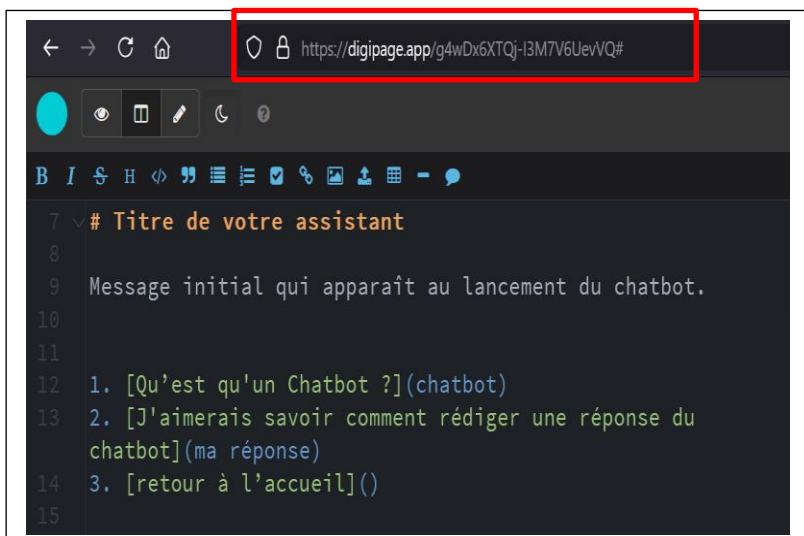 https://digipage.app/g4wDx6XTQj-I3M7V6UevVQ#
B I S H </> ”
7 # Titre de votre assistant
8
9 Message initial qui apparaît au lancement du chatbot.
10
11
12 1. [Qu’est qu'un Chatbot ?](chatbot)
13 2. [J'aimerais savoir comment rédiger une réponse du
chatbot](ma réponse)
14 3. [retour à l’accueil]()
15